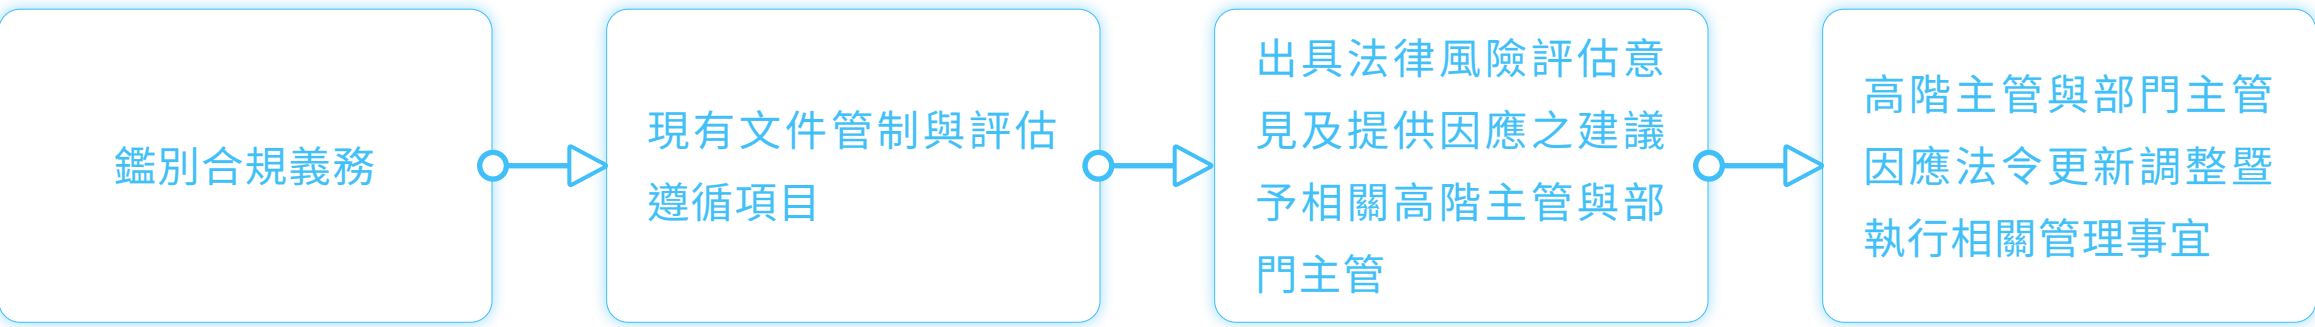 鑑別合規義務
現有文件管制與評估
遵循項目
出具法律風險評估意
見及提供因應之建議
予相關高階主管與部
門主管
高階主管與部門主管
因應法令更新調整暨
執行相關管理事宜